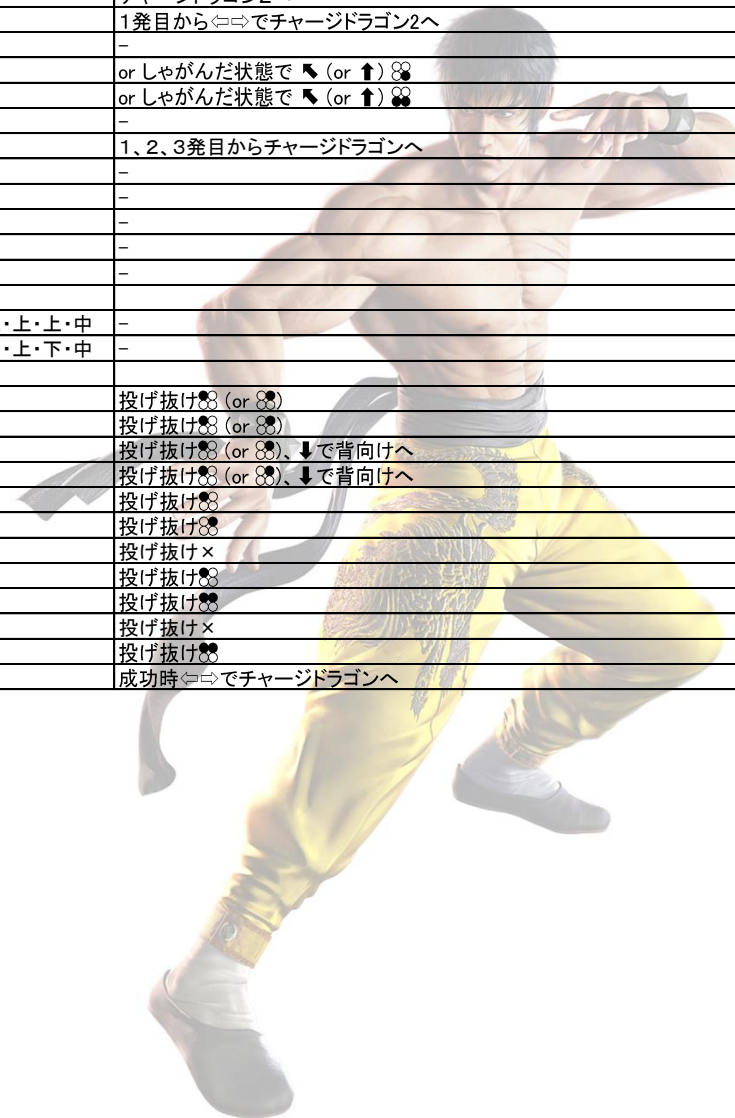 1発目から⇦⇨でチャージドラゴン2へ
-
or しゃがんだ状態で ⬉ (or ⬆)
or しゃがんだ状態で ⬉ (or ⬆)
-
1、2、3発目からチャージドラゴンへ
-
-
-
-
-
・上・上・中 -
・上・下・中 -
投げ抜け (or )
投げ抜け (or )
投げ抜け (or )、⬇で背向けへ
投げ抜け (or )、⬇で背向けへ
投げ抜け
投げ抜け
投げ抜け×
投げ抜け
投げ抜け
投げ抜け×
投げ抜け
成功時⇦⇨でチャージドラゴンへ